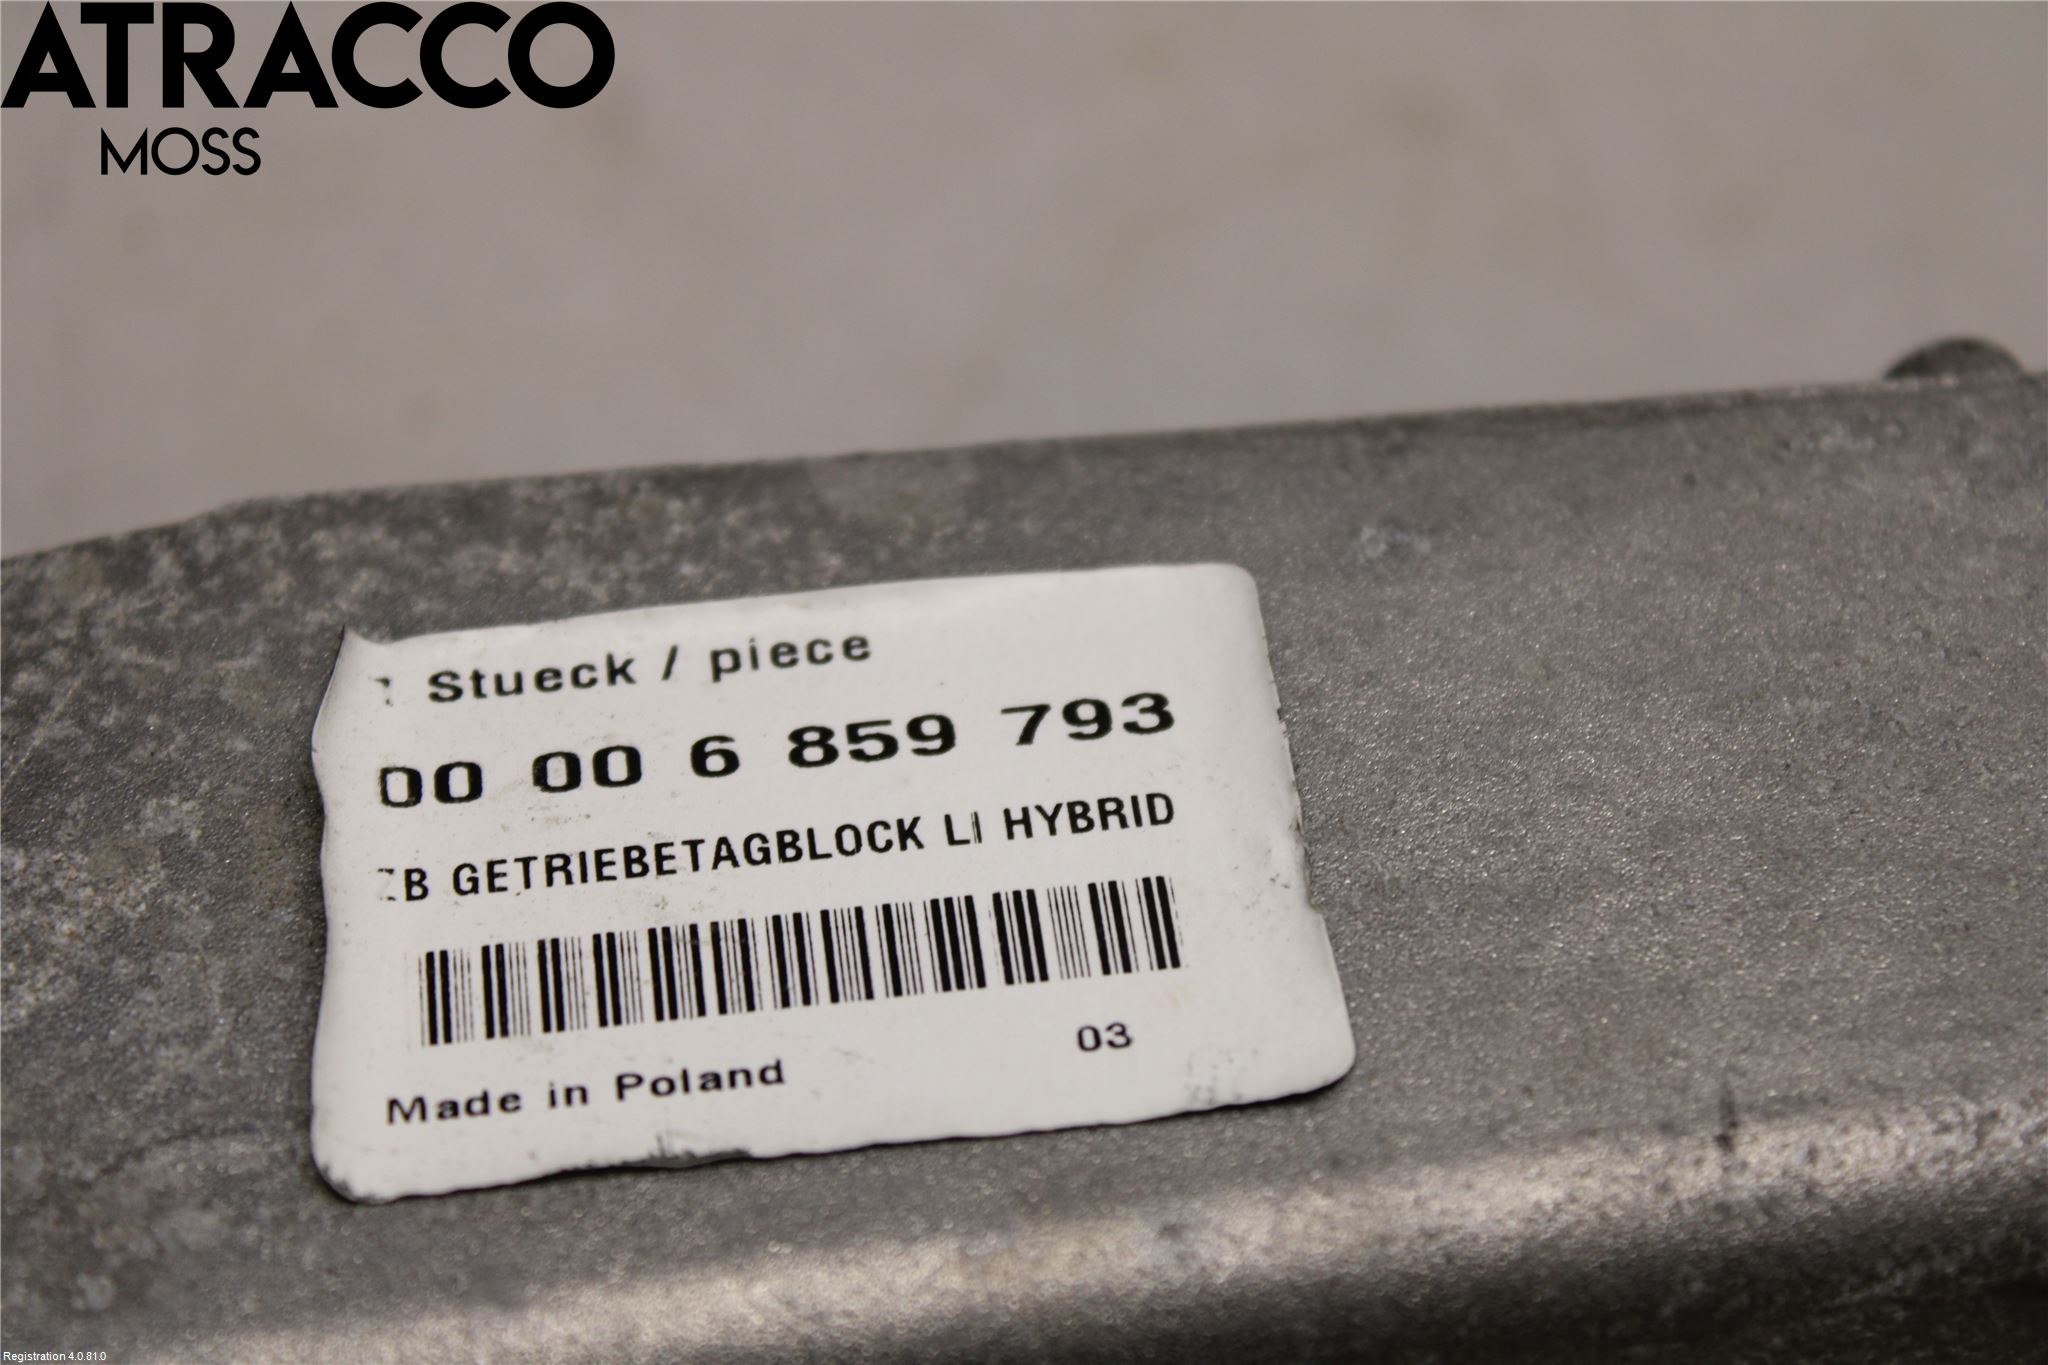 ATRACCO
MOSS
Stueck / piece
00 00 6 859 793
GETRIEBETAGBLOCK LI HYBRID
03
Made in Poland
Registration 4.0.81.0